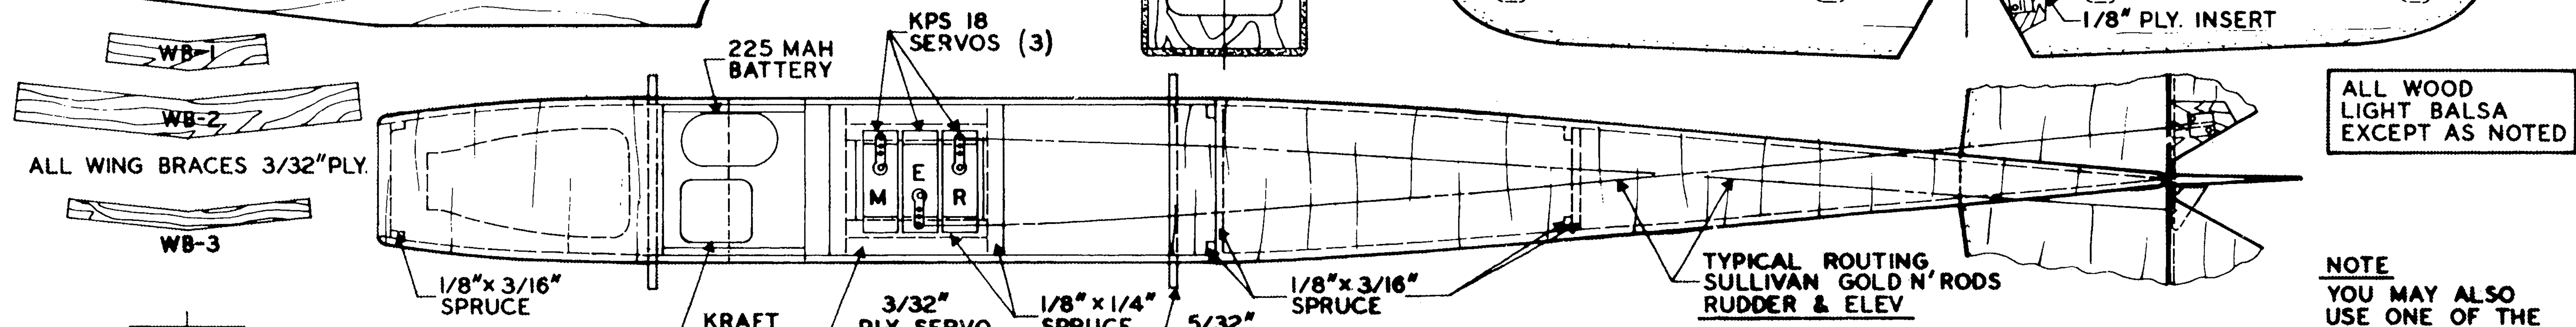 1/8" PLY. INSERT
WB-1
WB-2
ALL WING BRACES 3/32" PLY.
WB-3
225 MAH
BATTERY
KPS 18
SERVOS (3)
M
E
R
ALL WOOD
LIGHT BALSA
EXCEPT AS NOTED
1/8" x 3/16"
SPRUCE
KRAFT
3/32"
PLY SERVO
1/8" x 1/4"
SPRUCE
5/32"
1/8" x 3/16"
SPRUCE
TYPICAL ROUTING
SULLIVAN GOLD N' RODS
RUDDER & ELEV
NOTE
YOU MAY ALSO
USE ONE OF THE